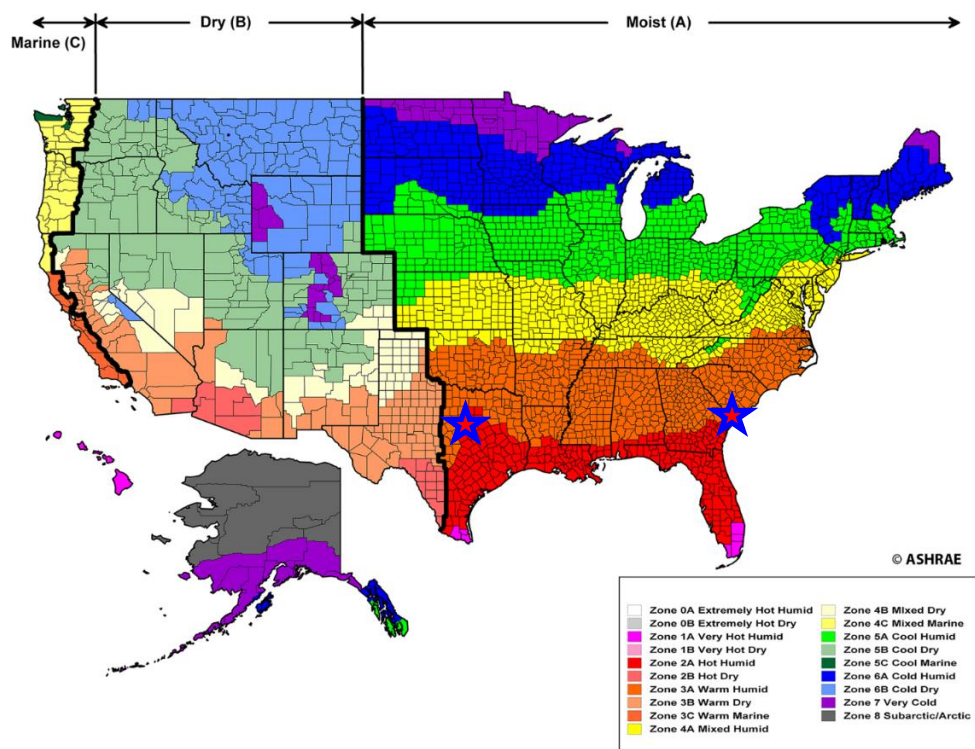 Dry (B)
Moist (A)
Marine (C)
© ASHRAE
Zone 0A Extremely Hot Humid
Zone 0B Extremely Hot Dry
Zone 1A Very Hot Humid
Zone 1B Very Hot Dry
Zone 2A Hot Humid
Zone 2B Hot Dry
Zone 3A Warm Humid
Zone 3B Warm Dry
Zone 3C Warm Marine
Zone 4A Mixed Humid
Zone 4B Mixed Dry
Zone 4C Mixed Marine
Zone 5A Cool Humid
Zone 5B Cool Dry
Zone 5C Cool Marine
Zone 6A Cold Humid
Zone 6B Cold Dry
Zone 7 Very Cold
Zone 8 Subarctic/Arctic